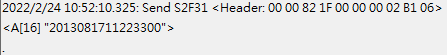 2022/2/24 10:52:10.325: Send S2F31 <Header: 00 00 82 1F 00 00 00 02 B1 06>
<A[16] "2013081711223300">
.